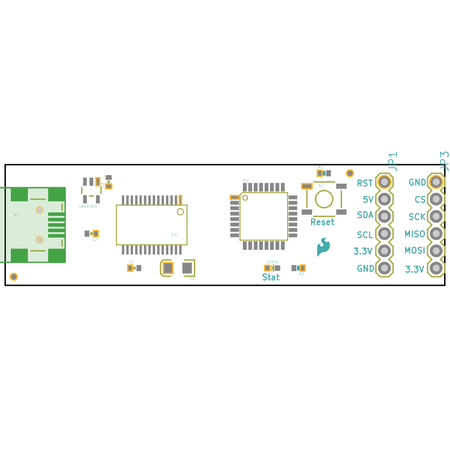 JP1
JP3
RST
GND
5V
CS
SDA
SCK
Reset
SCL
MISO
3.3V
MOSI
GND
3.3V
Stat